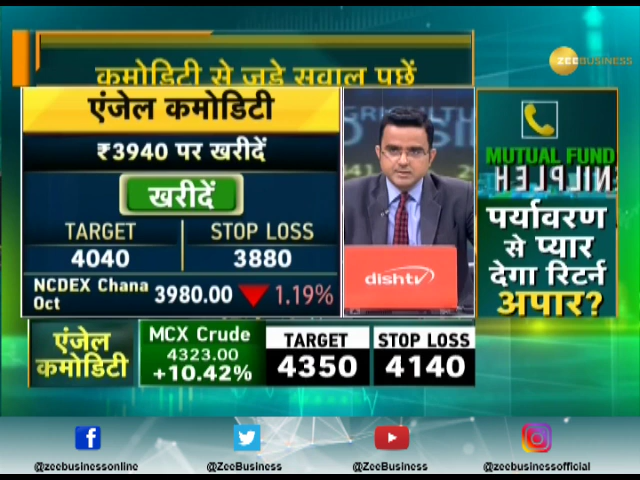 ZEE BUSINESS
कमोडिटी से जुड़े सवाल पूछें
एंजेल कमोडिटी
₹3940 पर खरीदें
खरीदें
TARGET
STOP LOSS
4040
3880
NCDEX Chana
Oct
3980.00
1.19%
AGRICULTU
dishtv
MUTUAL FUND
HELPLINE
पर्यावरण
से प्यार
देगा रिटर्न
अपार?
एंजेल
कमोडिटी
MCX Crude
4323.00
+10.42%
TARGET
4350
STOP LOSS
4140
@zeebusinessonline
@ZeeBusiness
@ZeeBusiness
@zeebusinessofficial